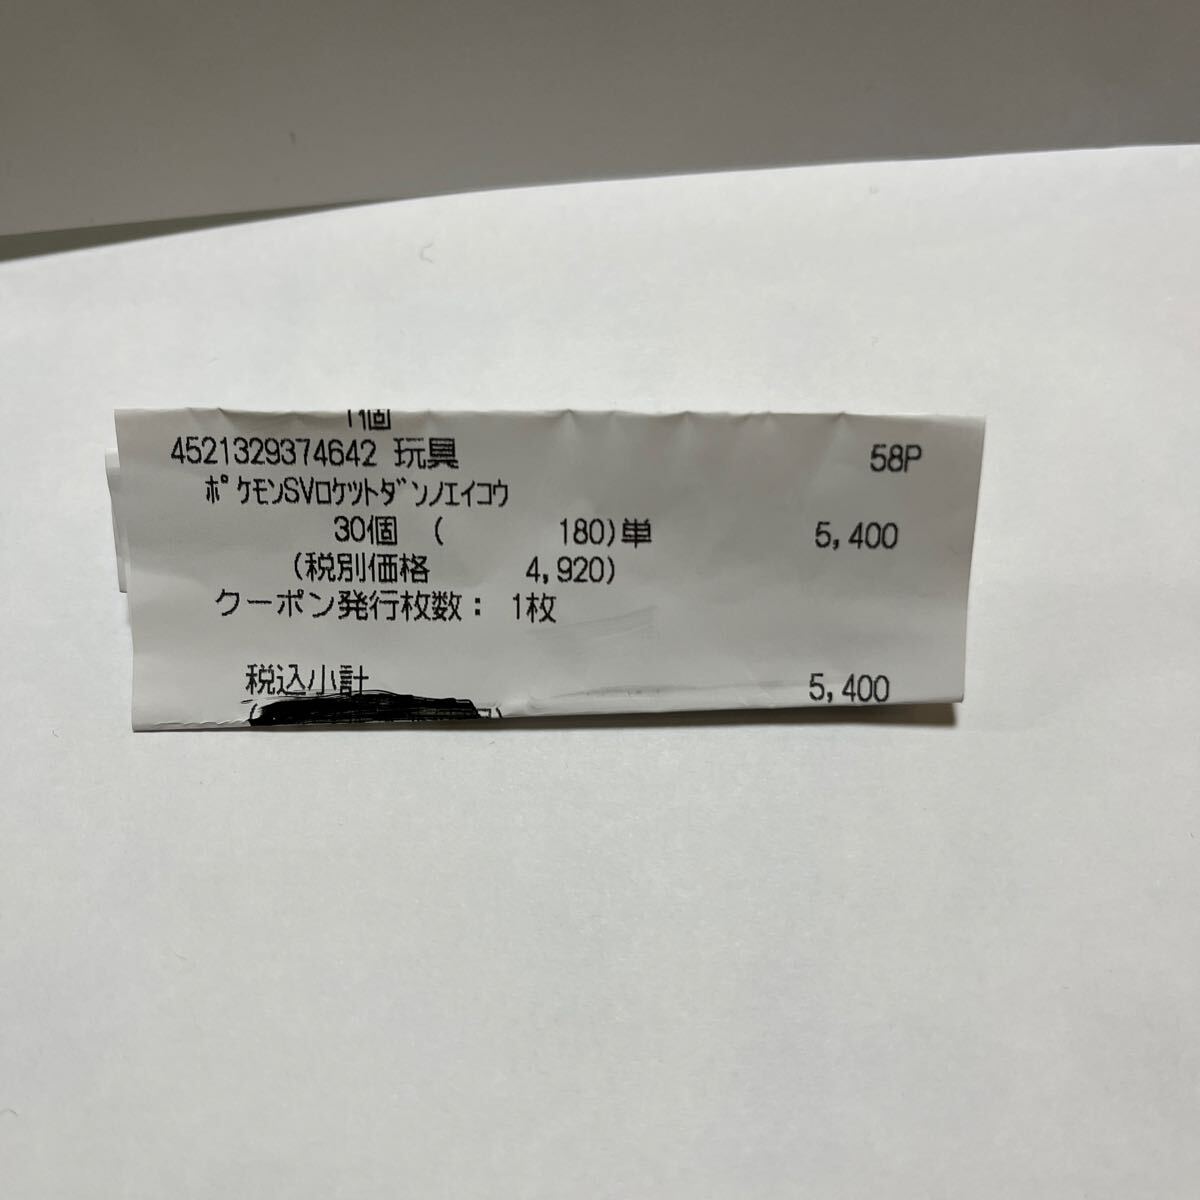 1個
4521329374642 玩具 58P
ポケモンSVロケットダンノエイコウ
30個 ( 180)単 5,400
(税別価格 4,920)
クーポン発行枚数: 1枚
税込小計 5,400